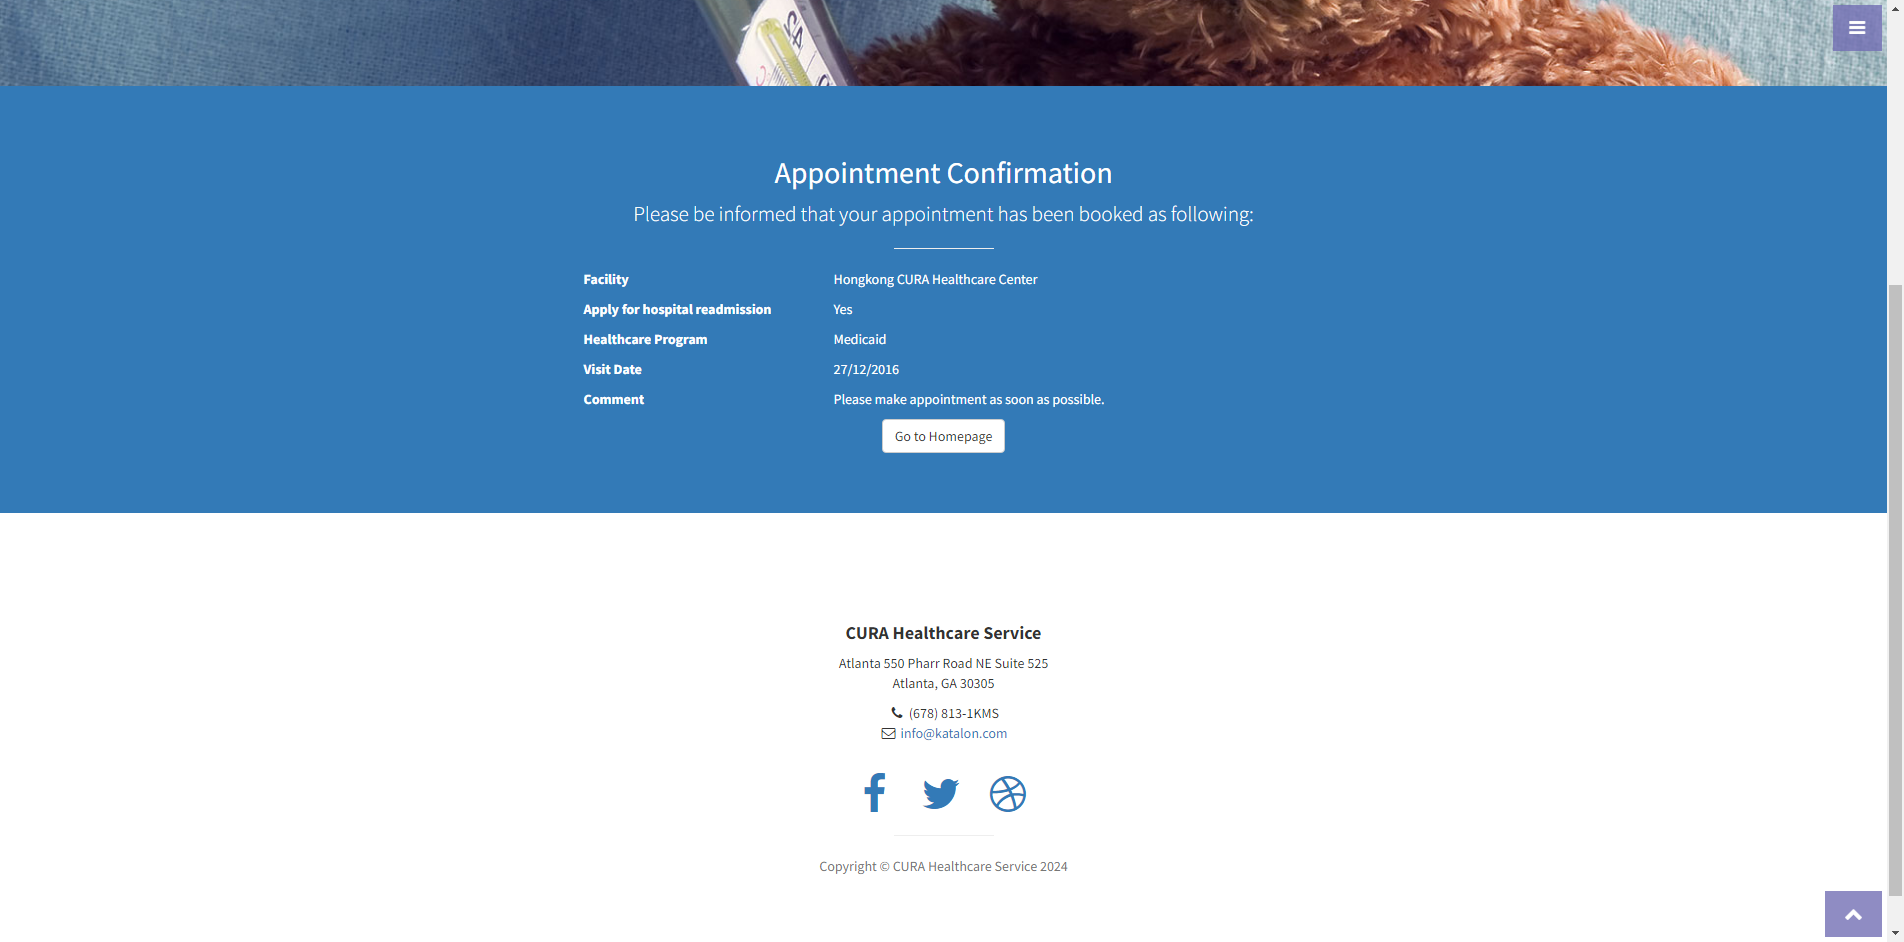 Appointment Confirmation
Please be informed that your appointment has been booked as following:
Facility Hongkong CURA Healthcare Center
Apply for hospital readmission Yes
Healthcare Program Medicaid
Visit Date 27/12/2016
Comment Please make appointment as soon as possible.
Go to Homepage
CURA Healthcare Service
Atlanta 550 Pharr Road NE Suite 525
Atlanta, GA 30305
(678) 813-1KMS
info@katalon.com
Copyright © CURA Healthcare Service 2024